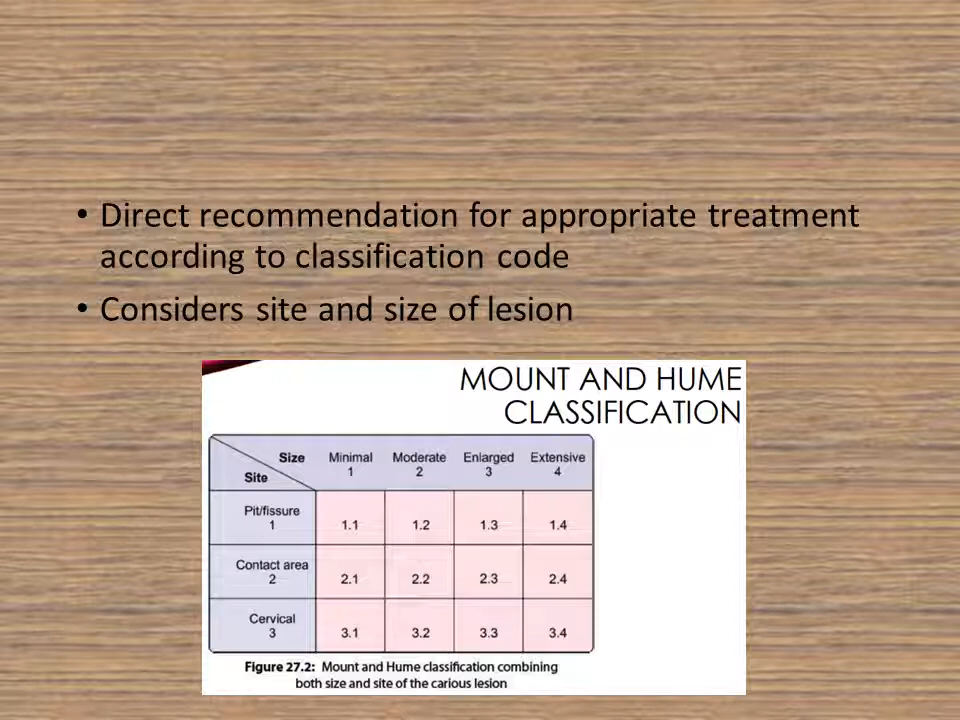 • Direct recommendation for appropriate treatment
according to classification code
• Considers site and size of lesion
MOUNT AND HUME
CLASSIFICATION
Size Minimal Moderate Enlarged Extensive
Site 1 2 3 4
Pit/fissure
1 1.1 1.2 1.3 1.4
Contact area
2 2.1 2.2 2.3 2.4
Cervical
3 3.1 3.2 3.3 3.4
Figure 27.2: Mount and Hume classification combining
both size and site of the carious lesion